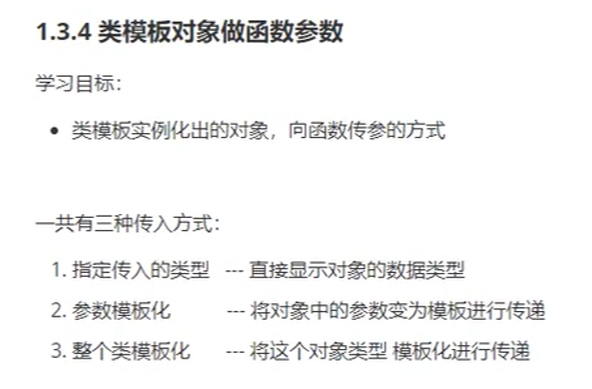 1.3.4 类模板对象做函数参数
学习目标：
• 类模板实例化出的对象，向函数传参的方式
一共有三种传入方式：
1. 指定传入的类型 --- 直接显示对象的数据类型
2. 参数模板化 --- 将对象中的参数变为模板进行传递
3. 整个类模板化 --- 将这个对象类型 模板化进行传递